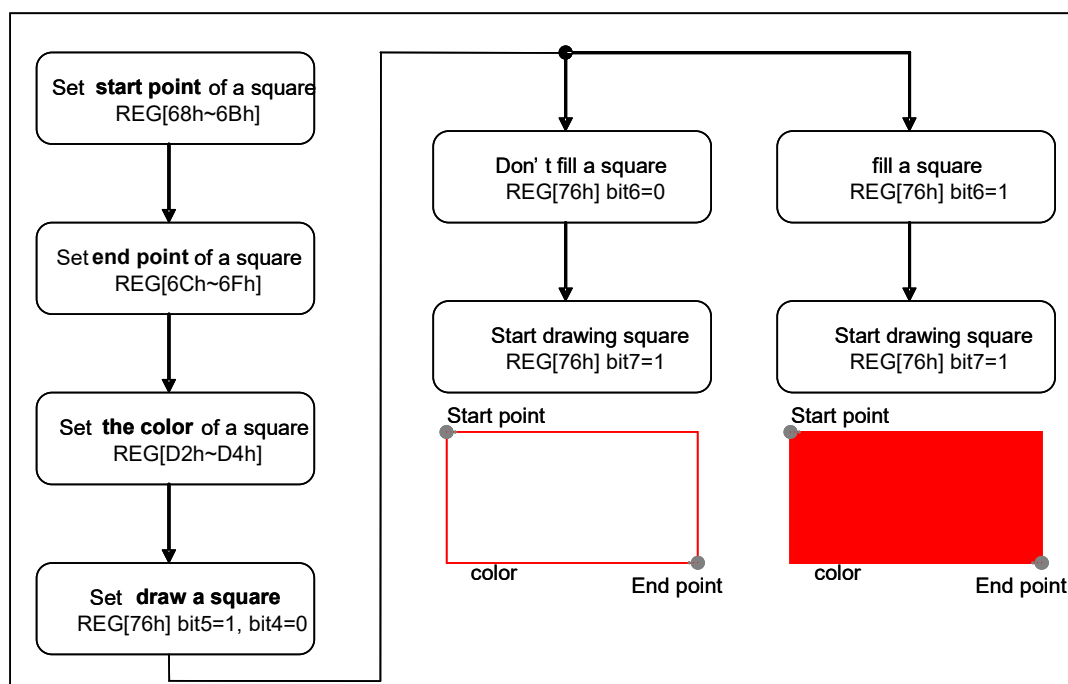 Set start point of a square
REG[68h~6Bh]
Set end point of a square
REG[6Ch~6Fh]
Set the color of a square
REG[D2h~D4h]
Set draw a square
REG[76h] bit5=1, bit4=0
Don' t fill a square
REG[76h] bit6=0
Start drawing square
REG[76h] bit7=1
Start point
color
End point
fill a square
REG[76h] bit6=1
Start drawing square
REG[76h] bit7=1
Start point
color
End point